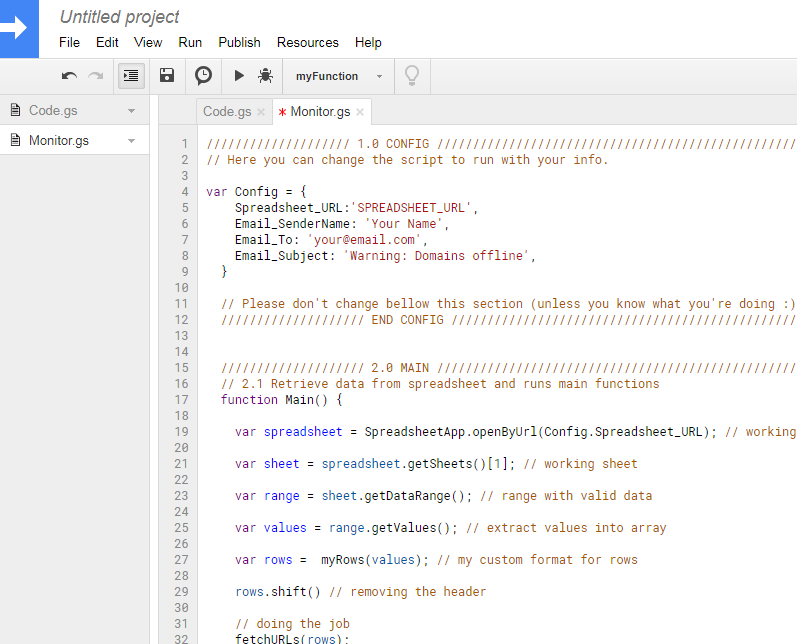 Untitled project
File Edit View Run Publish Resources Help
myFunction
Code.gs
Monitor.gs
Code.gs × * Monitor.gs ×
1 //////////////////// 1.0 CONFIG //////////////////////////////////////////////////
2 // Here you can change the script to run with your info.
3
4 var Config = {
5 Spreadsheet_URL:'SPREADSHEET_URL',
6 Email_SenderName: 'Your Name',
7 Email_To: 'your@email.com',
8 Email_Subject: 'Warning: Domains offline',
9 }
10
11 // Please don't change bellow this section (unless you know what you're doing :)
12 //////////////////// END CONFIG ////////////////////////////////////////////////
13
14
15 //////////////////// 2.0 MAIN //////////////////////////////////////////////////
16 // 2.1 Retrieve data from spreadsheet and runs main functions
17 function Main() {
18
19 var spreadsheet = SpreadsheetApp.openByUrl(Config.Spreadsheet_URL); // working
20
21 var sheet = spreadsheet.getSheets()[1]; // working sheet
22
23 var range = sheet.getDataRange(); // range with valid data
24
25 var values = range.getValues(); // extract values into array
26
27 var rows =  myRows(values); // my custom format for rows
28
29 rows.shift() // removing the header
30
31 // doing the job
32 fetchURLs(rows);